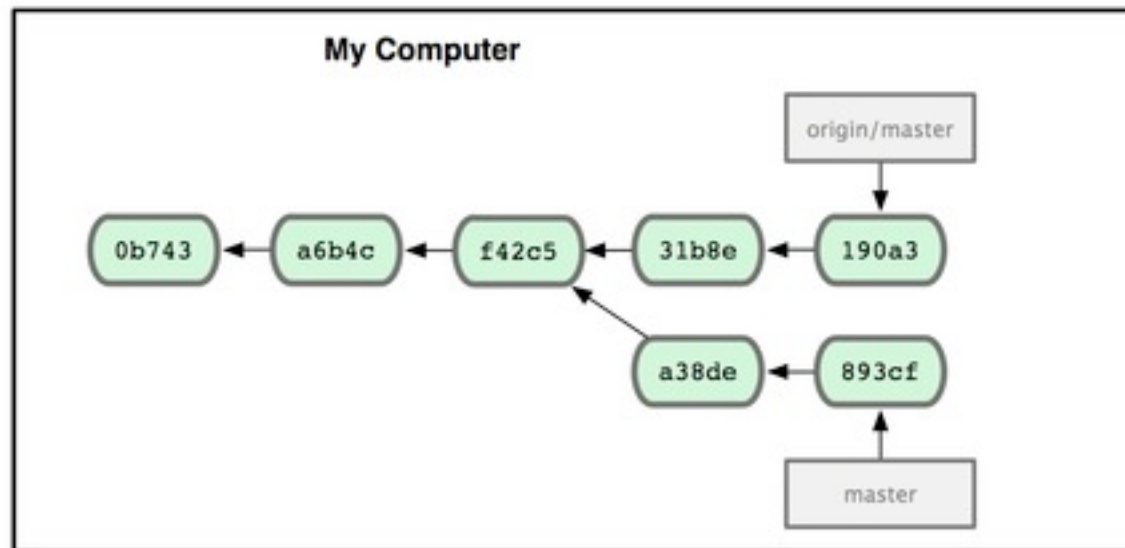 My Computer
origin/master
0b743 a6b4c f42c5 31b8e 190a3
a38de 893cf
master